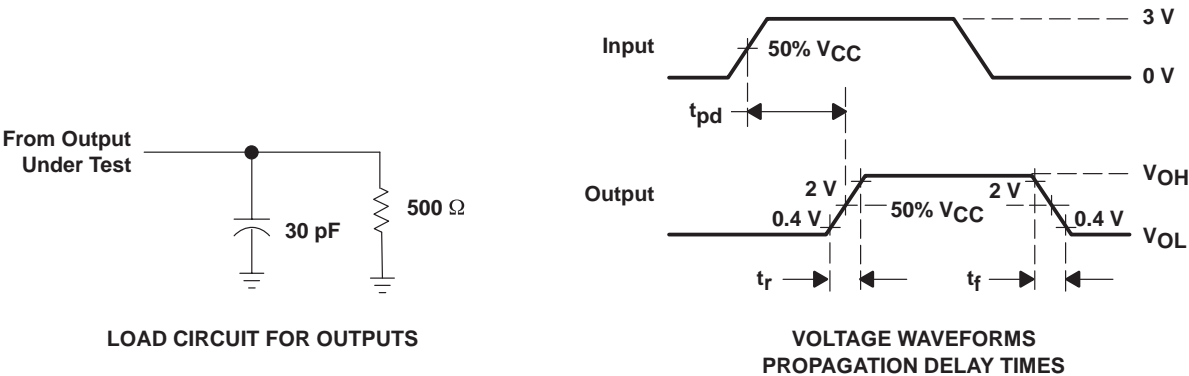 From Output
Under Test
30 pF
500 Ω
LOAD CIRCUIT FOR OUTPUTS
Input
50% VCC
3 V
0 V
tpd
Output
2 V
0.4 V
50% VCC
2 V
0.4 V
VOH
VOL
tr
tf
VOLTAGE WAVEFORMS
PROPAGATION DELAY TIMES